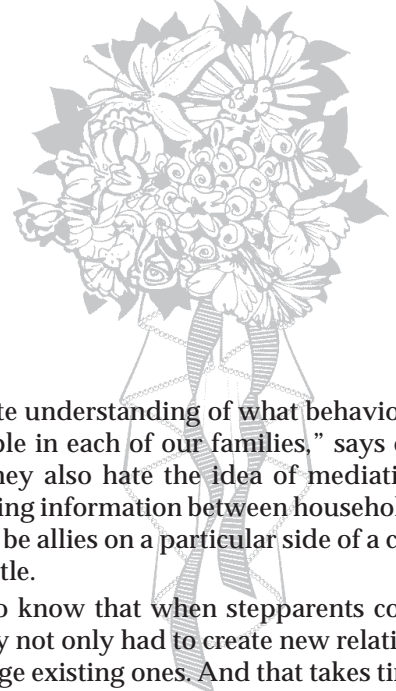 te understanding of what behavio
ple in each of our families,” says
hey also hate the idea of mediati
ing information between househol
be allies on a particular side of a c
tle.
o know that when stepparents co
y not only had to create new relati
ge existing ones. And that takes tin